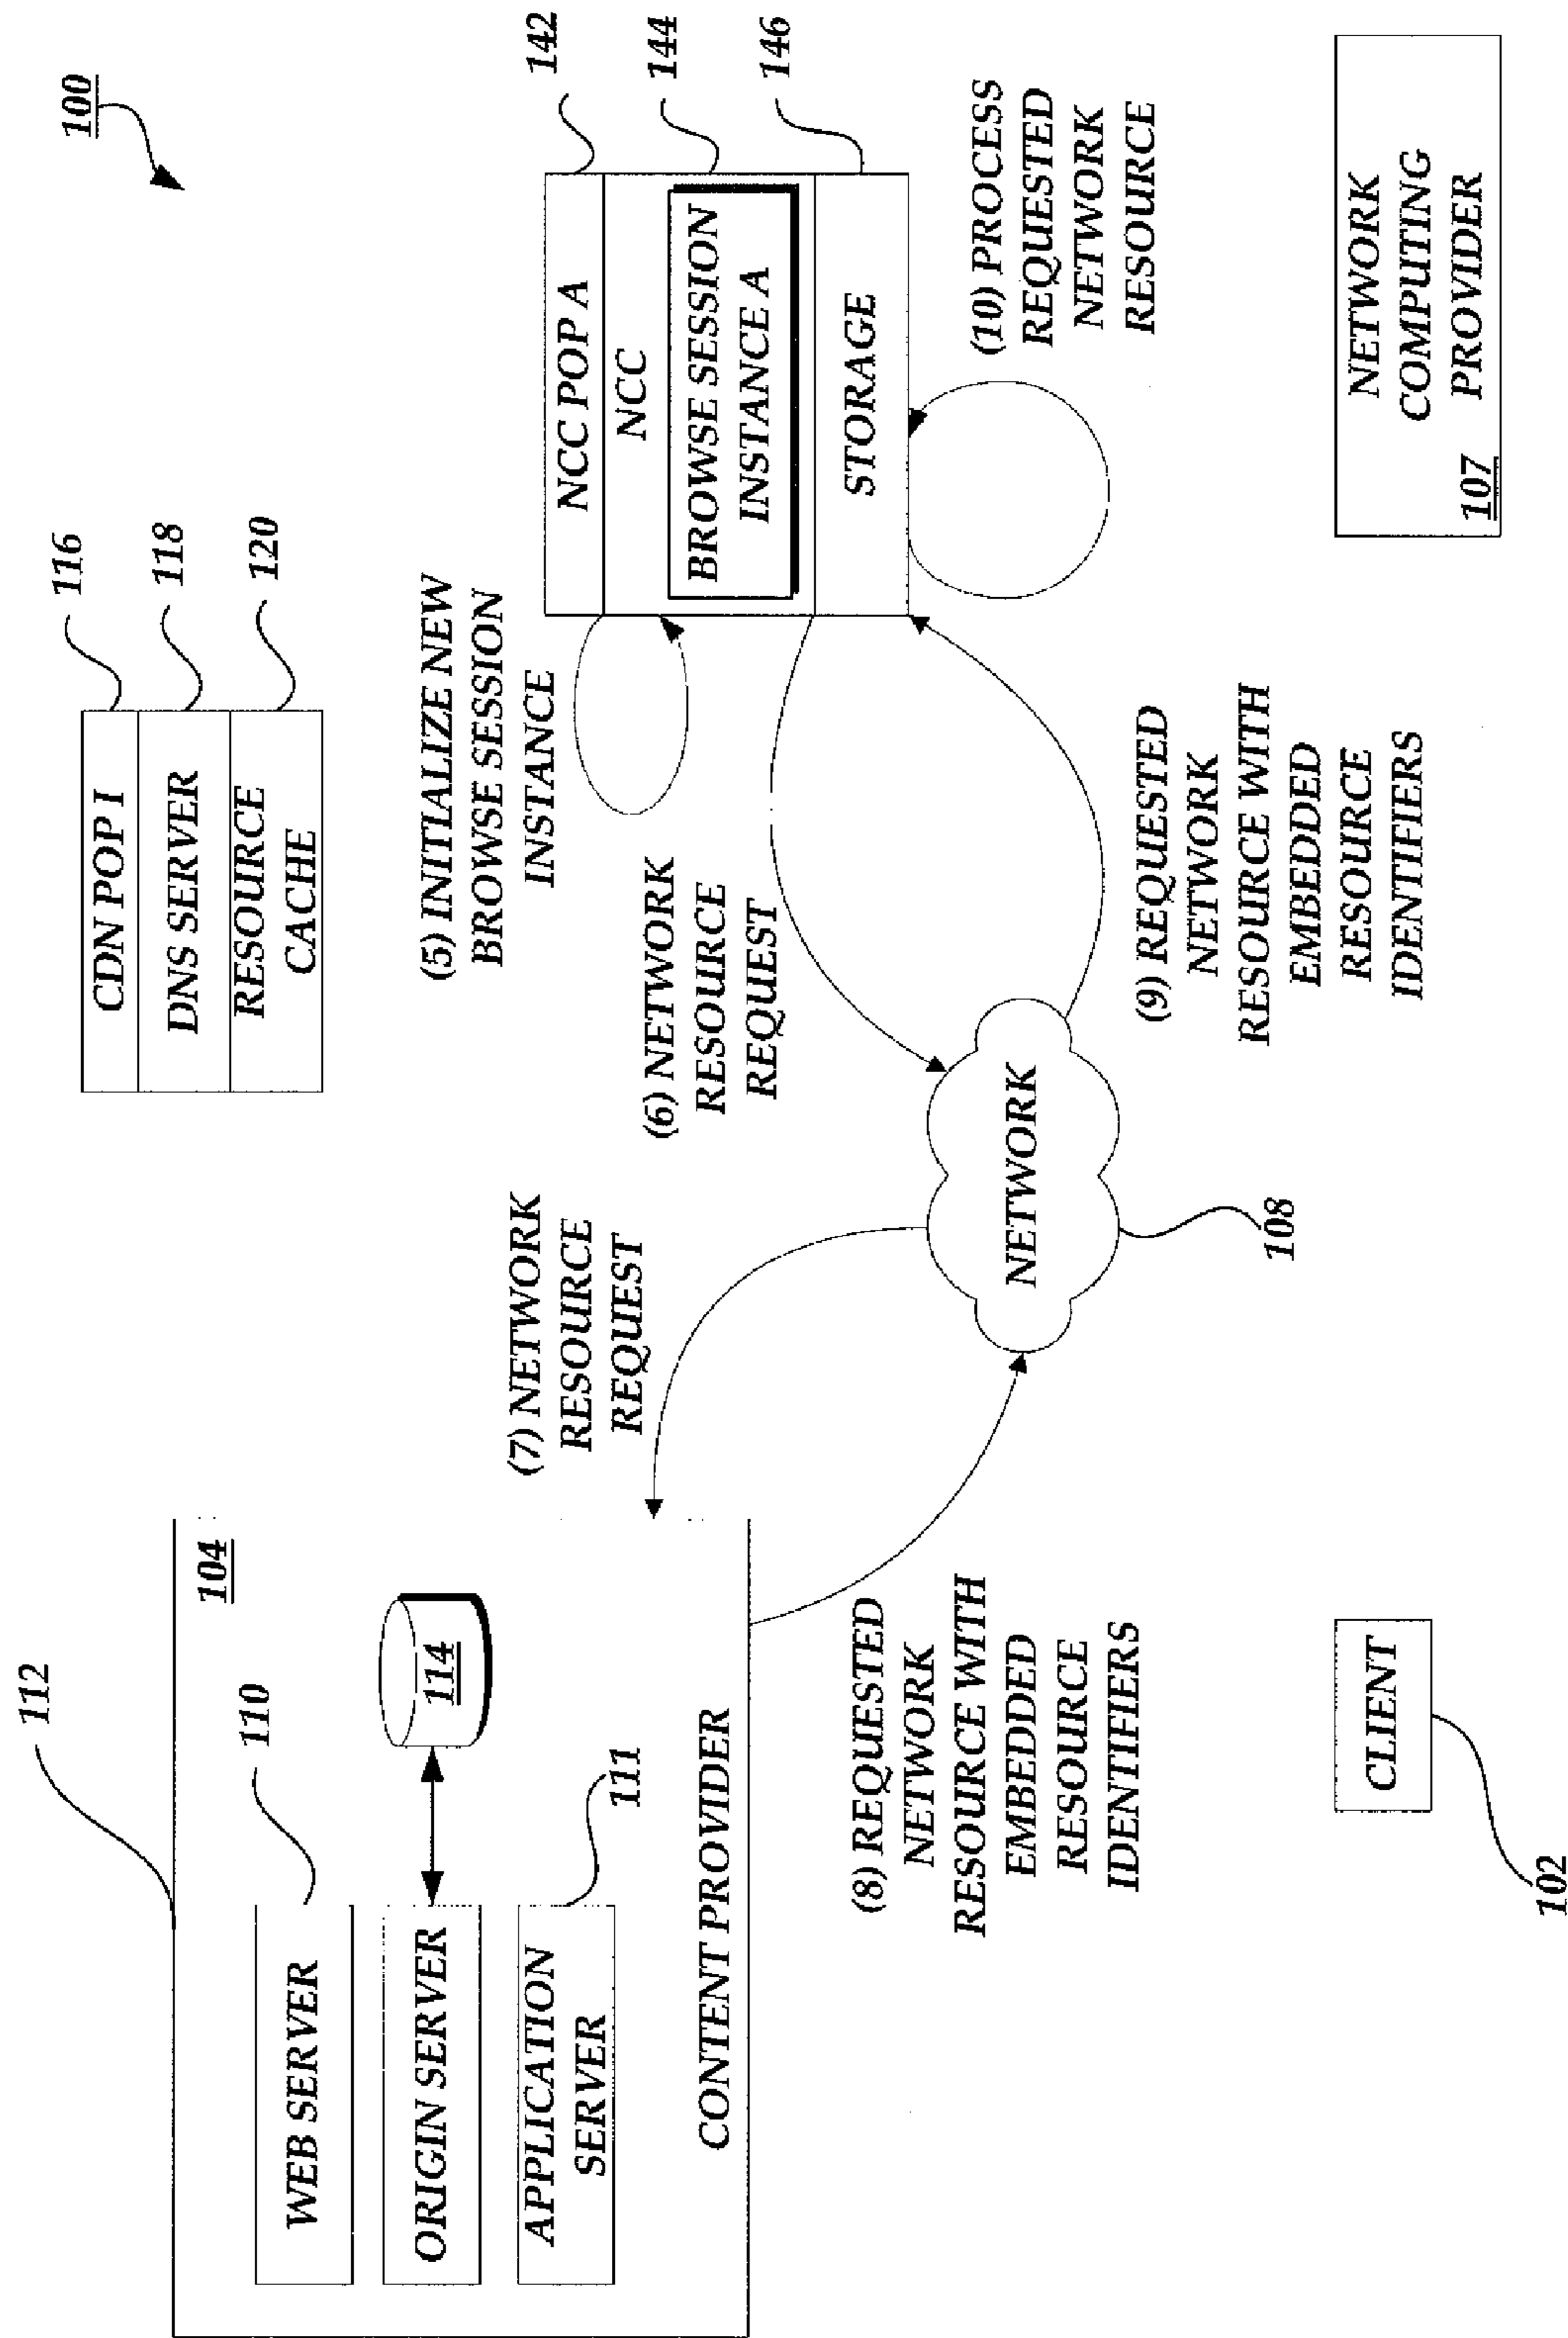 100
112
104
110
WEB SERVER
ORIGIN SERVER
114
APPLICATION
SERVER
111
CONTENT PROVIDER
CDN POP I
DNS SERVER
RESOURCE
CACHE
116
118
120
(5) INITIALIZE NEW
BROWSE SESSION
INSTANCE
NCC POP A
NCC
BROWSE SESSION
INSTANCE A
STORAGE
142
144
146
(6) NETWORK
RESOURCE
REQUEST
(7) NETWORK
RESOURCE
REQUEST
NETWORK
108
(8) REQUESTED
NETWORK
RESOURCE WITH
EMBEDDED
RESOURCE
IDENTIFIERS
(9) REQUESTED
NETWORK
RESOURCE WITH
EMBEDDED
RESOURCE
IDENTIFIERS
(10) PROCESS
REQUESTED
NETWORK
RESOURCE
CLIENT
102
NETWORK
COMPUTING
PROVIDER
107